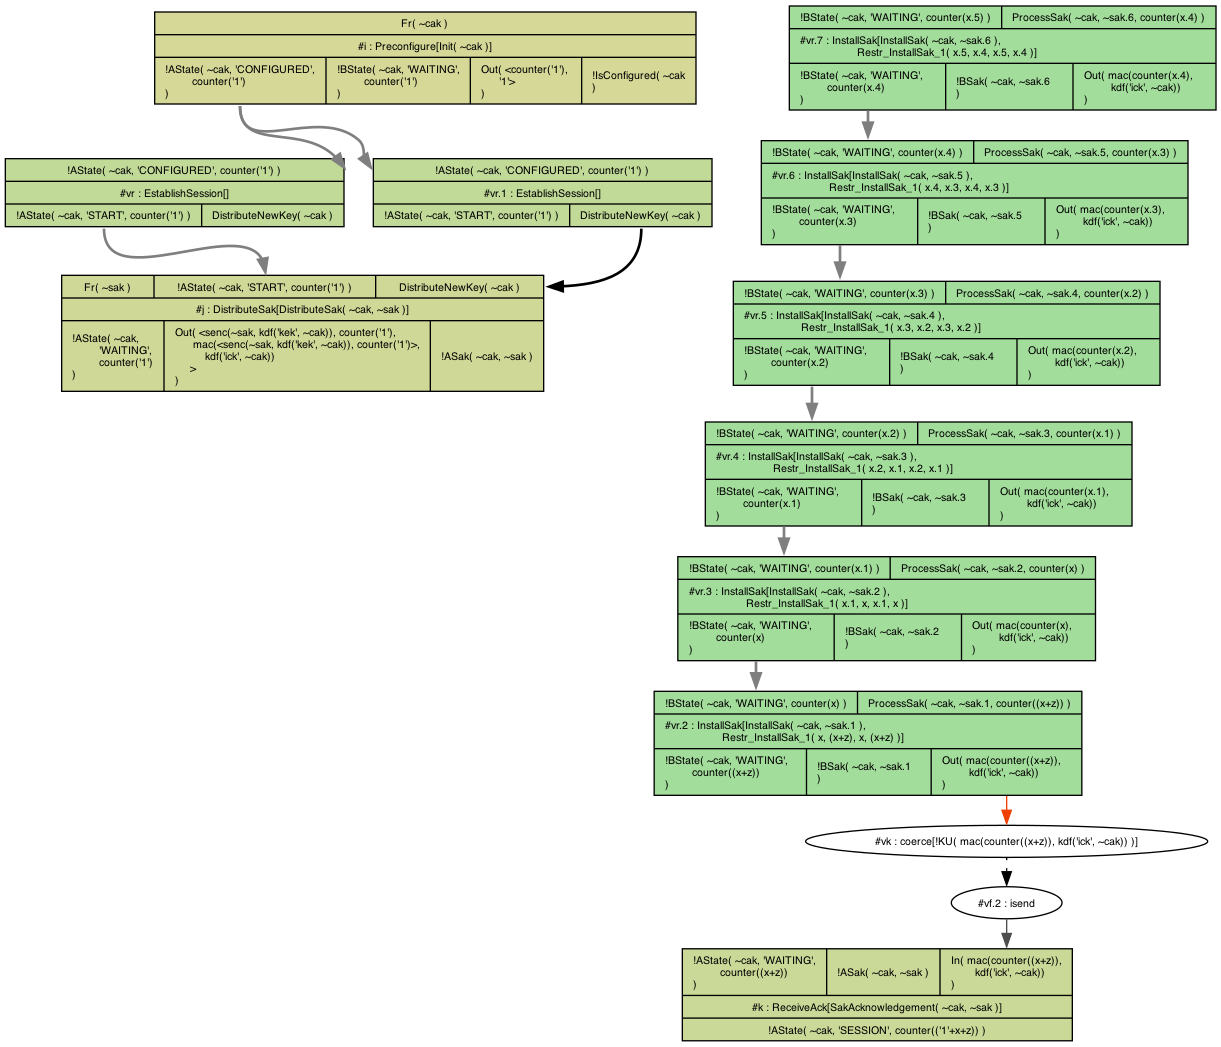 Fr( ~cak )
#i : Preconfigure[Init( ~cak )]
!AState( ~cak, 'CONFIGURED',
counter('1')
)
!BState( ~cak, 'WAITING',
counter('1')
)
Out( <counter('1'),
'1'>
)
!IsConfigured( ~cak
)
!AState( ~cak, 'CONFIGURED', counter('1') )
#vr : EstablishSession[]
!AState( ~cak, 'START', counter('1') )
DistributeNewKey( ~cak )
!AState( ~cak, 'CONFIGURED', counter('1') )
#vr.1 : EstablishSession[]
!AState( ~cak, 'START', counter('1') )
DistributeNewKey( ~cak )
Fr( ~sak )
!AState( ~cak, 'START', counter('1') )
DistributeNewKey( ~cak )
#j : DistributeSak[DistributeSak( ~cak, ~sak )]
!AState( ~cak,
'WAITING',
counter('1')
)
Out( <senc(~sak, kdf('kek', ~cak)), counter('1'),
mac(<senc(~sak, kdf('kek', ~cak)), counter('1')>,
kdf('ick', ~cak))
>
)
!ASak( ~cak, ~sak )
!BState( ~cak, 'WAITING', counter(x.5) )
ProcessSak( ~cak, ~sak.6, counter(x.4) )
#vr.7 : InstallSak[InstallSak( ~cak, ~sak.6 ),
Restr_InstallSak_1( x.5, x.4, x.5, x.4 )]
!BState( ~cak, 'WAITING',
counter(x.4)
)
!BSak( ~cak, ~sak.6
)
Out( mac(counter(x.4),
kdf('ick', ~cak))
)
!BState( ~cak, 'WAITING', counter(x.4) )
ProcessSak( ~cak, ~sak.5, counter(x.3) )
#vr.6 : InstallSak[InstallSak( ~cak, ~sak.5 ),
Restr_InstallSak_1( x.4, x.3, x.4, x.3 )]
!BState( ~cak, 'WAITING',
counter(x.3)
)
!BSak( ~cak, ~sak.5
)
Out( mac(counter(x.3),
kdf('ick', ~cak))
)
!BState( ~cak, 'WAITING', counter(x.3) )
ProcessSak( ~cak, ~sak.4, counter(x.2) )
#vr.5 : InstallSak[InstallSak( ~cak, ~sak.4 ),
Restr_InstallSak_1( x.3, x.2, x.3, x.2 )]
!BState( ~cak, 'WAITING',
counter(x.2)
)
!BSak( ~cak, ~sak.4
)
Out( mac(counter(x.2),
kdf('ick', ~cak))
)
!BState( ~cak, 'WAITING', counter(x.2) )
ProcessSak( ~cak, ~sak.3, counter(x.1) )
#vr.4 : InstallSak[InstallSak( ~cak, ~sak.3 ),
Restr_InstallSak_1( x.2, x.1, x.2, x.1 )]
!BState( ~cak, 'WAITING',
counter(x.1)
)
!BSak( ~cak, ~sak.3
)
Out( mac(counter(x.1),
kdf('ick', ~cak))
)
!BState( ~cak, 'WAITING', counter(x.1) )
ProcessSak( ~cak, ~sak.2, counter(x) )
#vr.3 : InstallSak[InstallSak( ~cak, ~sak.2 ),
Restr_InstallSak_1( x.1, x, x.1, x )]
!BState( ~cak, 'WAITING',
counter(x)
)
!BSak( ~cak, ~sak.2
)
Out( mac(counter(x),
kdf('ick', ~cak))
)
!BState( ~cak, 'WAITING', counter(x) )
ProcessSak( ~cak, ~sak.1, counter((x+z)) )
#vr.2 : InstallSak[InstallSak( ~cak, ~sak.1 ),
Restr_InstallSak_1( x, (x+z), x, (x+z) )]
!BState( ~cak, 'WAITING',
counter((x+z))
)
!BSak( ~cak, ~sak.1
)
Out( mac(counter((x+z)),
kdf('ick', ~cak))
)
#vk : coerce[!KU( mac(counter((x+z)), kdf('ick', ~cak)) )]
#vf.2 : isend
!AState( ~cak, 'WAITING',
counter((x+z))
)
!ASak( ~cak, ~sak )
In( mac(counter((x+z)),
kdf('ick', ~cak))
)
#k : ReceiveAck[SakAcknowledgement( ~cak, ~sak )]
!AState( ~cak, 'SESSION', counter(('1'+x+z)) )